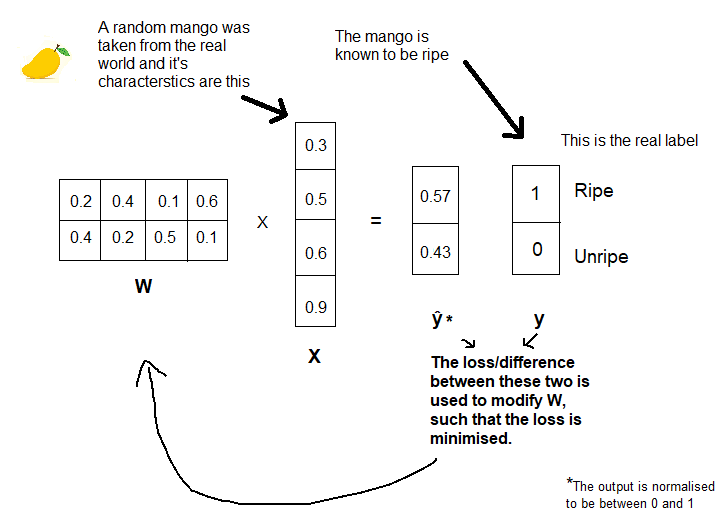 A random mango was
taken from the real
world and it's
characterstics are this
The mango is
known to be ripe
This is the real label
0.2 0.4 0.1 0.6
0.4 0.2 0.5 0.1
W
X
0.3
0.5
0.6
0.9
X
=
0.57
0.43
ŷ *
1
0
y
Ripe
Unripe
The loss/difference
between these two is
used to modify W,
such that the loss is
minimised.
*The output is normalised
to be between 0 and 1